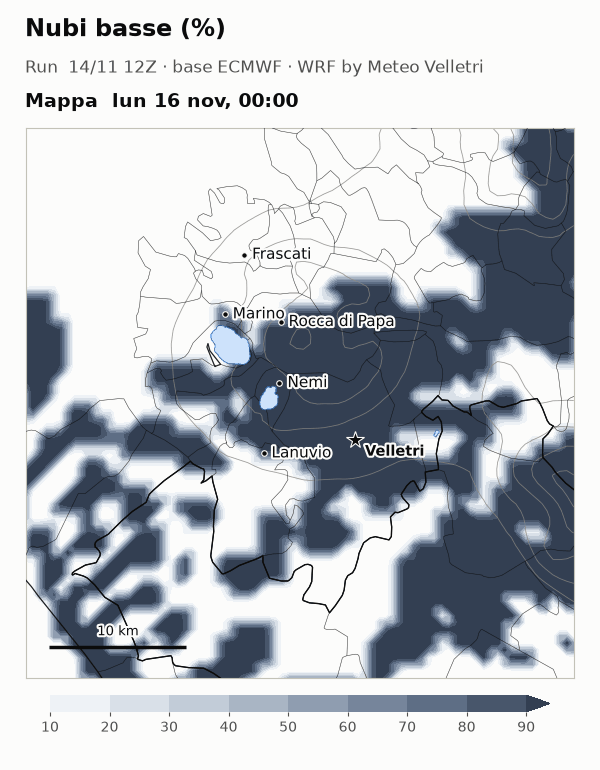 Nubi basse (%)
Run  14/11 12Z · base ECMWF · WRF by Meteo Velletri
Mappa  lun 16 nov, 00:00
Frascati
Marino
Rocca di Papa
Nemi
Velletri
Lanuvio
10 km
10 20 30 40 50 60 70 80 90